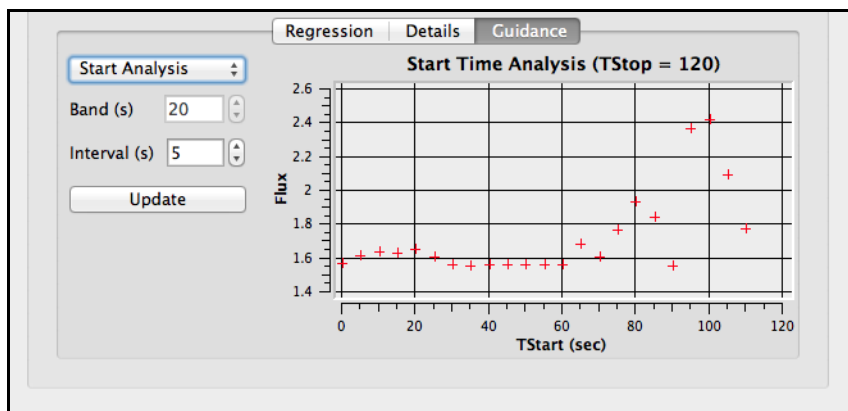 Regression Details Guidance
Start Analysis
Band (s) 20
Interval (s) 5
Update
Start Time Analysis (TStop = 120)
2.6
2.4
2.2
2
1.8
1.6
1.4
Flux
0 20 40 60 80 100 120
TStart (sec)